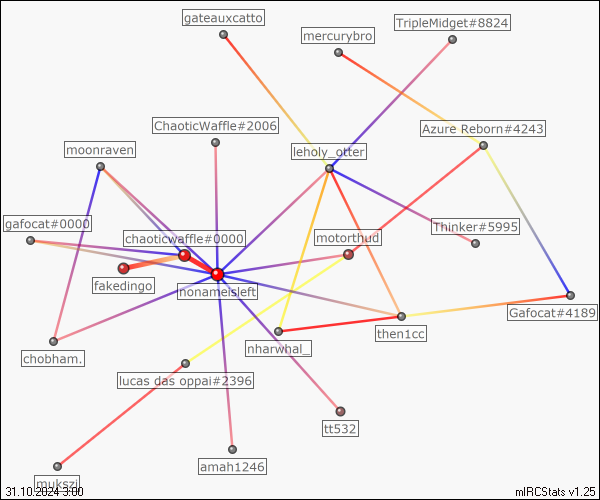 gateauxcatto
TripleMidget#8824
mercurybro
ChaoticWaffle#2006
Azure Reborn#4243
moonraven
leholy_otter
gafocat#0000
Thinker#5995
chaoticwaffle#0000
motorthud
fakedingo
nonameisleft
Gafocat#4189
then1cc
nharwhal_
chobham.
lucas das oppai#2396
tt532
amah1246
mukszi
31.10.2024 3:00
mIRCStats v1.25